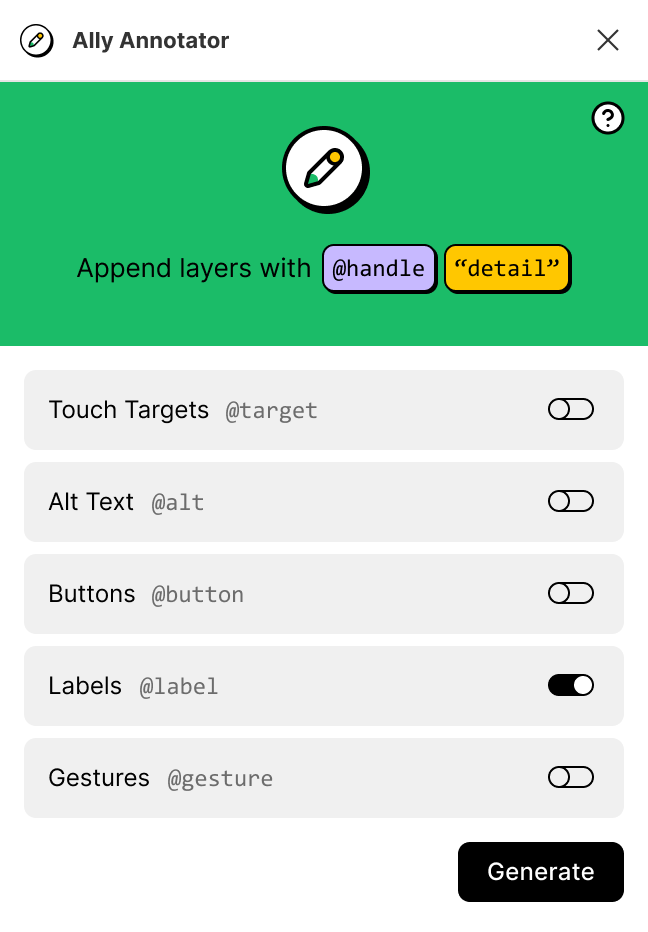 Ally Annotator
?
Append layers with @handle “detail”
Touch Targets @target
Alt Text @alt
Buttons @button
Labels @label
Gestures @gesture
Generate